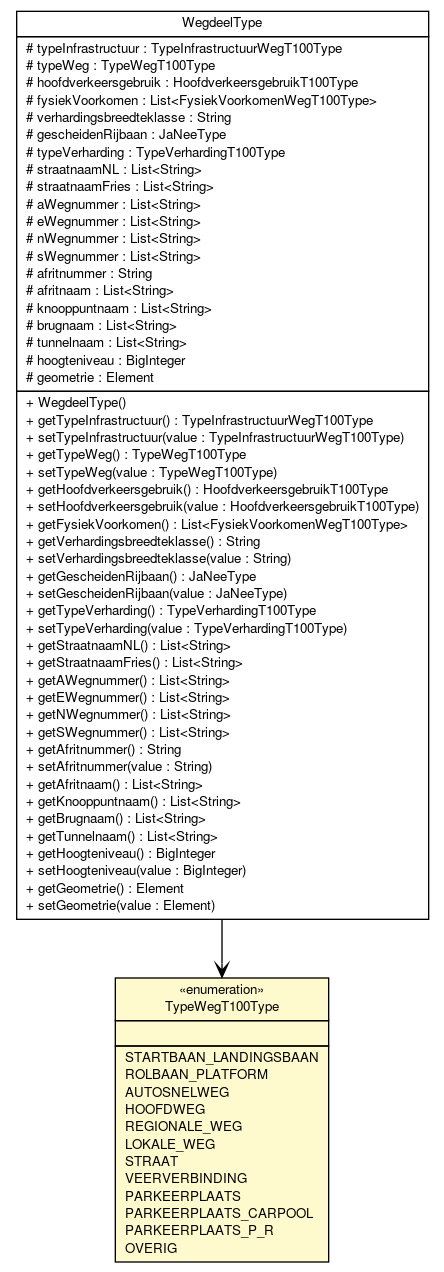 WegdeelType
# typeInfrastructuur : TypeInfrastructuurWegT100Type
# typeWeg : TypeWegT100Type
# hoofdverkeersgebruik : HoofdverkeersgebruikT100Type
# fysiekVoorkomen : List<FysiekVoorkomenWegT100Type>
# verhardingsbreedteklasse : String
# gescheidenRijbaan : JaNeeType
# typeVerharding : TypeVerhardingT100Type
# straatnaamNL : List<String>
# straatnaamFries : List<String>
# aWegnummer : List<String>
# eWegnummer : List<String>
# nWegnummer : List<String>
# sWegnummer : List<String>
# afritnummer : String
# afritnaam : List<String>
# knooppuntnaam : List<String>
# brugnaam : List<String>
# tunnelnaam : List<String>
# hoogteniveau : BigInteger
# geometrie : Element
+ WegdeelType()
+ getTypeInfrastructuur() : TypeInfrastructuurWegT100Type
+ setTypeInfrastructuur(value : TypeInfrastructuurWegT100Type)
+ getTypeWeg() : TypeWegT100Type
+ setTypeWeg(value : TypeWegT100Type)
+ getHoofdverkeersgebruik() : HoofdverkeersgebruikT100Type
+ setHoofdverkeersgebruik(value : HoofdverkeersgebruikT100Type)
+ getFysiekVoorkomen() : List<FysiekVoorkomenWegT100Type>
+ getVerhardingsbreedteklasse() : String
+ setVerhardingsbreedteklasse(value : String)
+ getGescheidenRijbaan() : JaNeeType
+ setGescheidenRijbaan(value : JaNeeType)
+ getTypeVerharding() : TypeVerhardingT100Type
+ setTypeVerharding(value : TypeVerhardingT100Type)
+ getStraatnaamNL() : List<String>
+ getStraatnaamFries() : List<String>
+ getAWegnummer() : List<String>
+ getEWegnummer() : List<String>
+ getNWegnummer() : List<String>
+ getSWegnummer() : List<String>
+ getAfritnummer() : String
+ setAfritnummer(value : String)
+ getAfritnaam() : List<String>
+ getKnooppuntnaam() : List<String>
+ getBrugnaam() : List<String>
+ getTunnelnaam() : List<String>
+ getHoogteniveau() : BigInteger
+ setHoogteniveau(value : BigInteger)
+ getGeometrie() : Element
+ setGeometrie(value : Element)
«enumeration»
TypeWegT100Type
STARTBAAN_LANDINGSBAAN
ROLBAAN_PLATFORM
AUTOSNELWEG
HOOFDWEG
REGIONALE_WEG
LOKALE_WEG
STRAAT
VEERVERBINDING
PARKEERPLAATS
PARKEERPLAATS_CARPOOL
PARKEERPLAATS_P_R
OVERIG